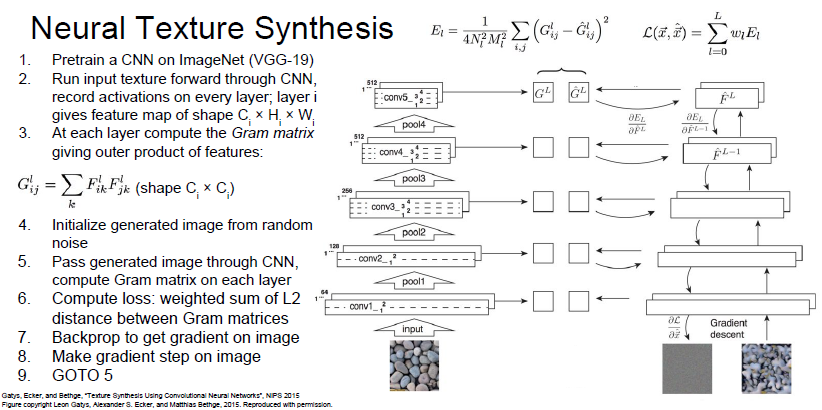 Neural Texture Synthesis
E_l = \frac{1}{4N_l^2 M_l^2} \sum_{i,j} \left( G_{ij}^l - \hat{G}_{ij}^l \right)^2
\mathcal{L}(\vec{x}, \hat{\vec{x}}) = \sum_{l=0}^{L} w_l E_l
1. Pretrain a CNN on ImageNet (VGG-19)
2. Run input texture forward through CNN,
record activations on every layer; layer i
gives feature map of shape C_i × H_i × W_i
3. At each layer compute the Gram matrix
giving outer product of features:
G_{ij}^l = \sum_k F_{ik}^l F_{jk}^l (shape C_i × C_i)
4. Initialize generated image from random
noise
5. Pass generated image through CNN,
compute Gram matrix on each layer
6. Compute loss: weighted sum of L2
distance between Gram matrices
7. Backprop to get gradient on image
8. Make gradient step on image
9. GOTO 5
512
1...
conv5_ 1 2 3 4
G^L
\hat{G}^L
...
\hat{F}^L
pool4
\frac{\partial E_L}{\partial \hat{F}^L}
\frac{\partial E_L}{\partial \hat{F}^{L-1}}
512
1...
conv4_ 1 2 3 4
\hat{F}^{L-1}
pool3
256
1...
conv3_ 1 2 3 4
pool2
128
1...
conv2_ 1 2
pool1
64
1...
conv1_ 1 2
input
\frac{\partial \mathcal{L}}{\partial \hat{\vec{x}}}
Gradient
descent
Gatys, Ecker, and Bethge, "Texture Synthesis Using Convolutional Neural Networks", NIPS 2015
Figure copyright Leon Gatys, Alexander S. Ecker, and Matthias Bethge, 2015. Reproduced with permission.